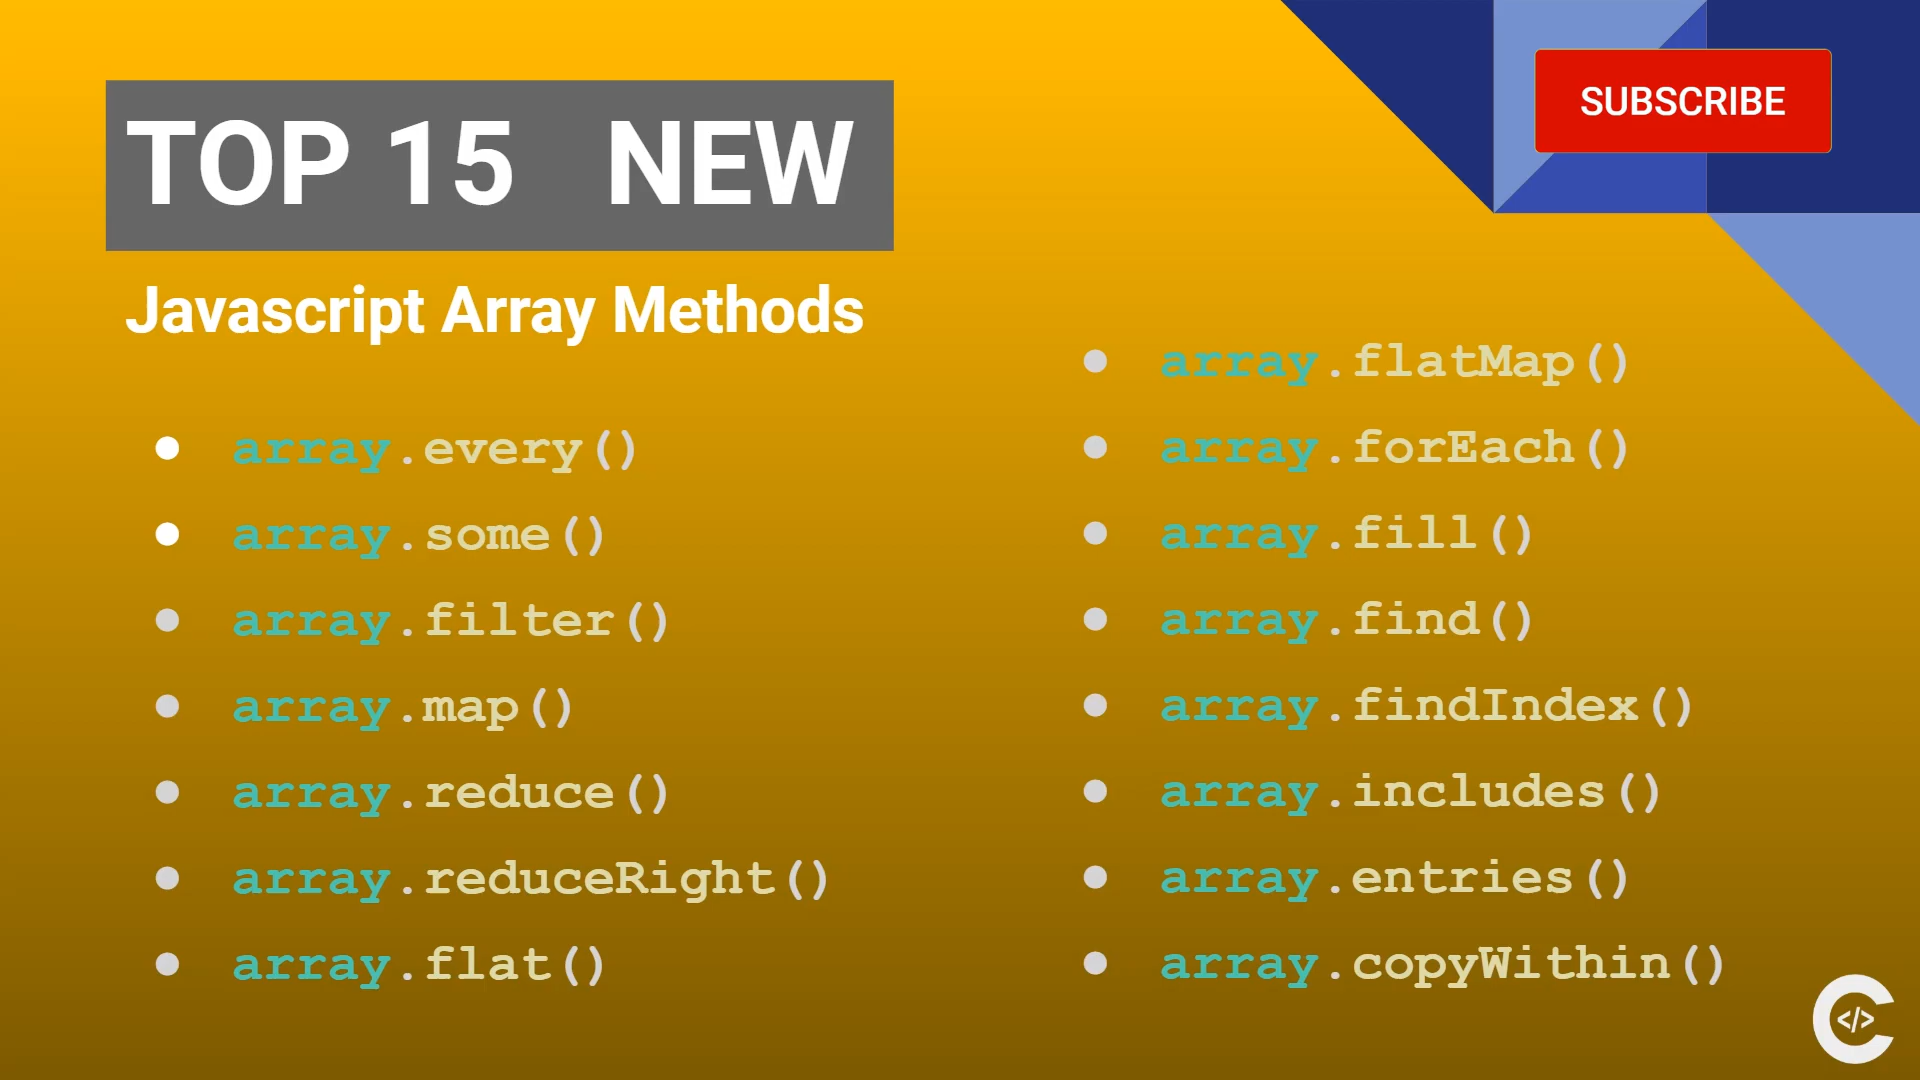 TOP 15 NEW
SUBSCRIBE
Javascript Array Methods
● array.every()
● array.some()
● array.filter()
● array.map()
● array.reduce()
● array.reduceRight()
● array.flat()
● array.flatMap()
● array.forEach()
● array.fill()
● array.find()
● array.findIndex()
● array.includes()
● array.entries()
● array.copyWithin()
C </>